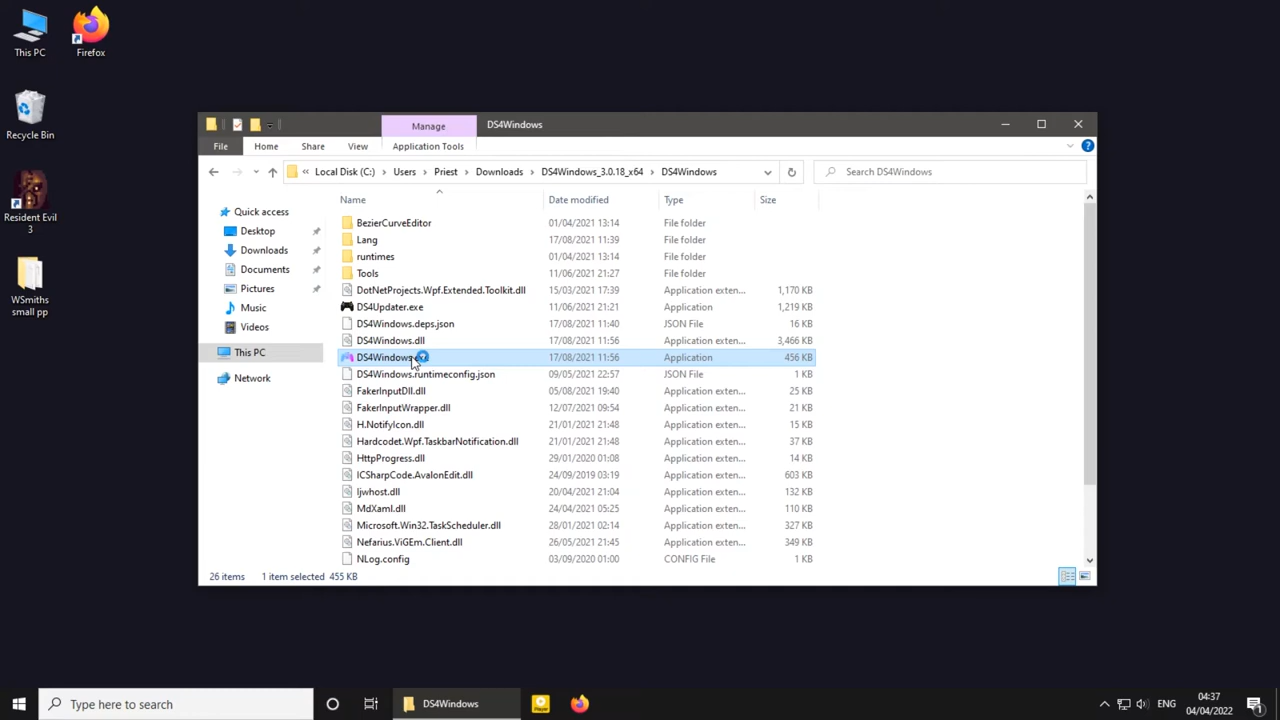 This PC
Firefox
Recycle Bin
Resident Evil
3
WSmiths
small pp
Manage
DS4Windows
File
Home
Share
View
Application Tools
« Local Disk (C:) > Users > Priest > Downloads > DS4Windows_3.0.18_x64 > DS4Windows
Search DS4Windows
Quick access
Desktop
Downloads
Documents
Pictures
Music
Videos
This PC
Network
Name Date modified Type Size
BezierCurveEditor 01/04/2021 13:14 File folder
Lang 17/08/2021 11:39 File folder
runtimes 01/04/2021 13:14 File folder
Tools 11/06/2021 21:27 File folder
DotNetProjects.Wpf.Extended.Toolkit.dll 15/03/2021 17:39 Application exten... 1,170 KB
DS4Updater.exe 11/06/2021 21:21 Application 1,219 KB
DS4Windows.deps.json 17/08/2021 11:40 JSON File 16 KB
DS4Windows.dll 17/08/2021 11:56 Application exten... 3,466 KB
DS4Windows 17/08/2021 11:56 Application 456 KB
DS4Windows.runtimeconfig.json 09/05/2021 22:57 JSON File 1 KB
FakerInputDll.dll 05/08/2021 19:40 Application exten... 25 KB
FakerInputWrapper.dll 12/07/2021 09:54 Application exten... 21 KB
H.NotifyIcon.dll 21/01/2021 21:48 Application exten... 15 KB
Hardcodet.Wpf.TaskbarNotification.dll 21/01/2021 21:48 Application exten... 37 KB
HttpProgress.dll 29/01/2020 01:08 Application exten... 14 KB
ICSharpCode.AvalonEdit.dll 24/09/2019 03:19 Application exten... 603 KB
Ijwhost.dll 20/04/2021 21:04 Application exten... 132 KB
MdXaml.dll 24/04/2021 05:25 Application exten... 110 KB
Microsoft.Win32.TaskScheduler.dll 28/01/2021 02:14 Application exten... 327 KB
Nefarius.ViGEm.Client.dll 26/05/2021 21:45 Application exten... 349 KB
NLog.config 03/09/2020 01:00 CONFIG File 1 KB
26 items 1 item selected 455 KB
Type here to search
DS4Windows
ENG
04:37
04/04/2022
1